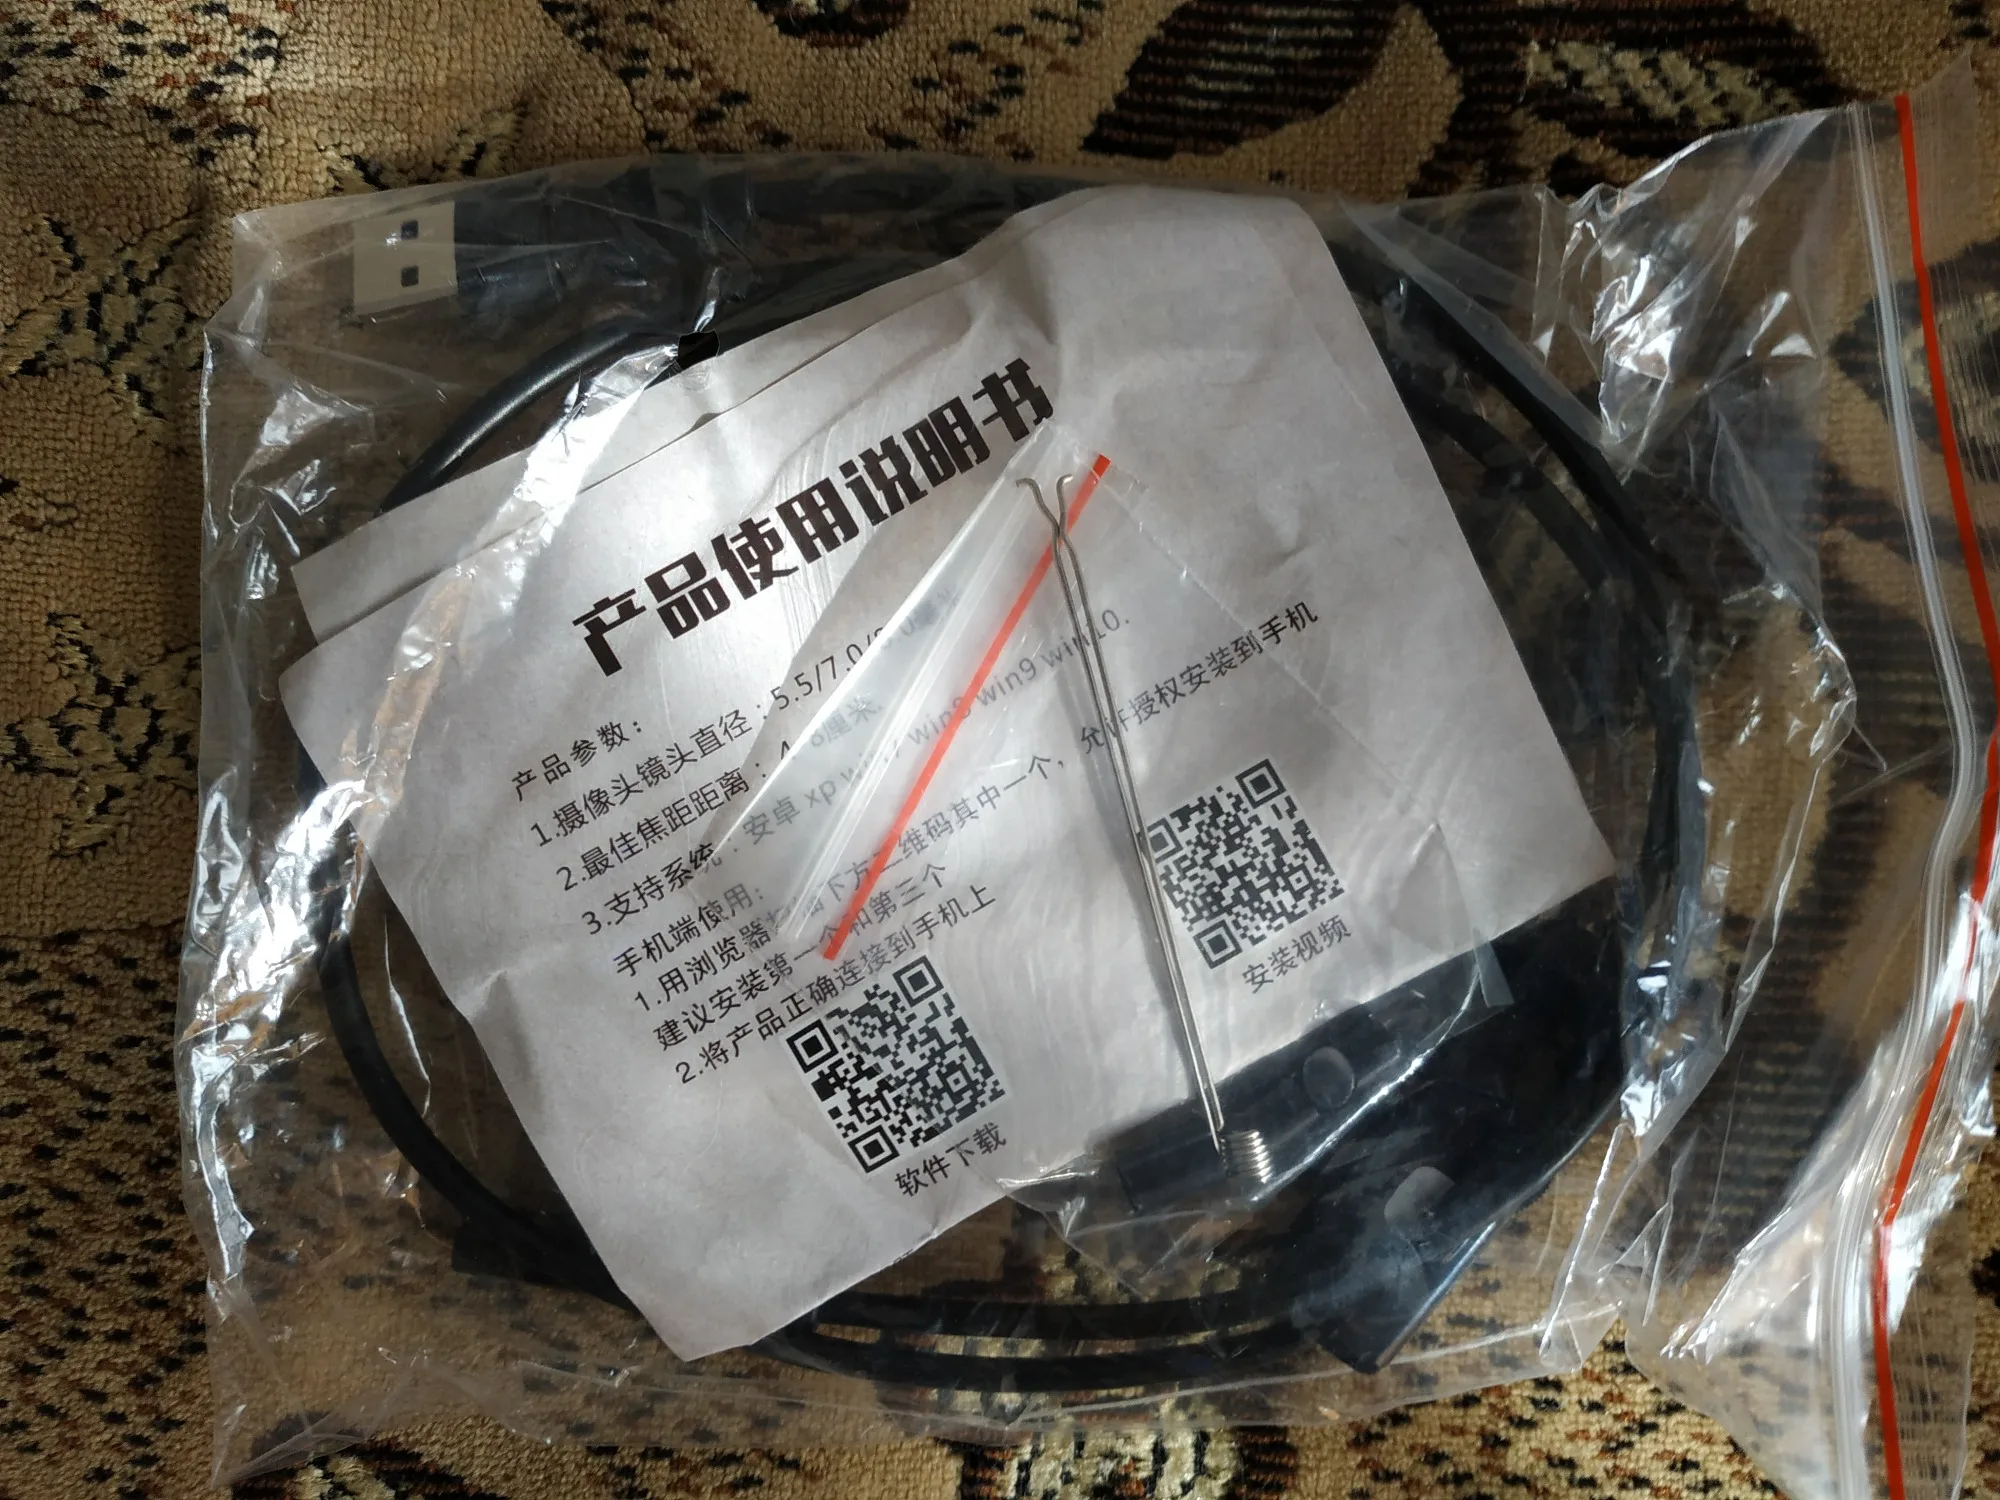 产品使用说明书
产品参数：
1.摄像头镜头直径：5.5/7.0/
2.最佳焦距距离：4 厘米.
3.支持系统：安卓 xp win7 win8 win9 win10.
手机端使用：
1.用浏览器 下方二维码其中一个，允许授权安装到手机
建议安装第一个和第三个
2.将产品正确连接到手机上
安装视频
软件下载